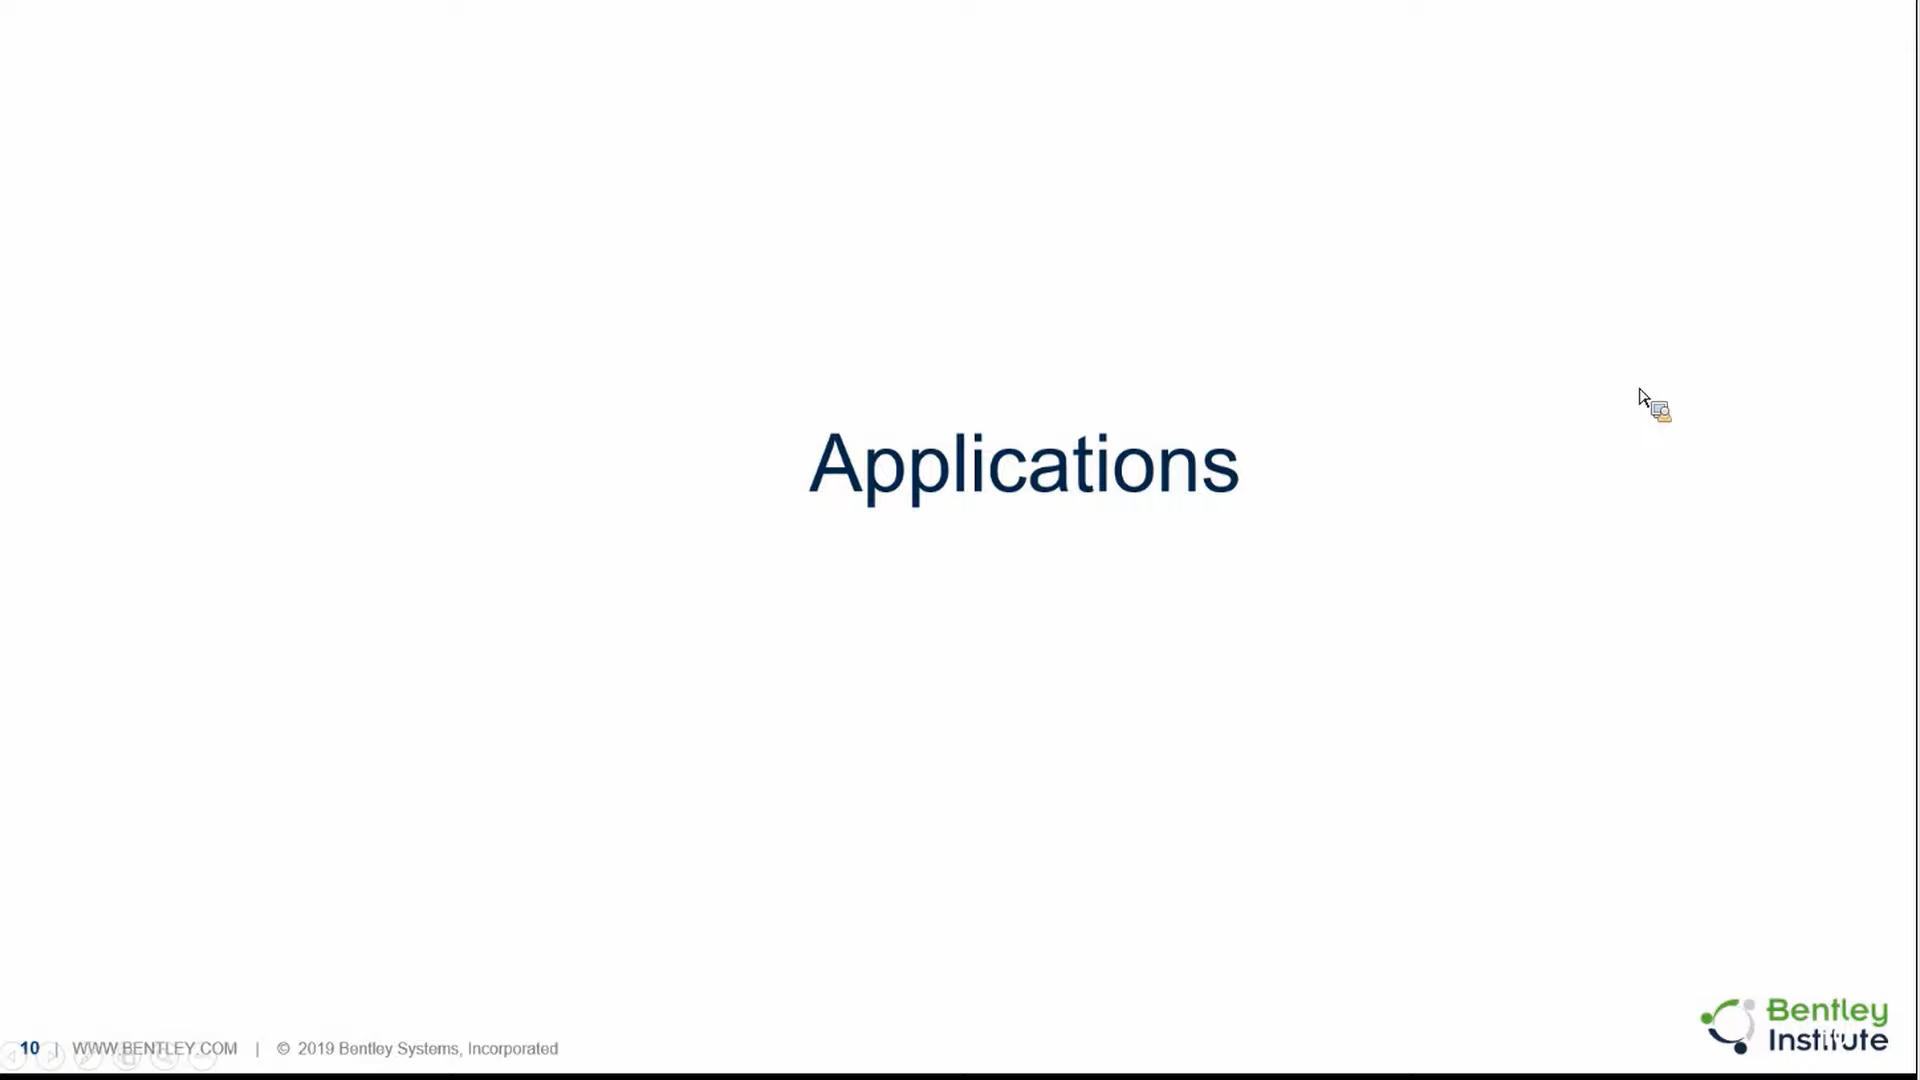 Applications
10 | WWW.BENTLEY.COM | © 2019 Bentley Systems, Incorporated
Bentley
Institute